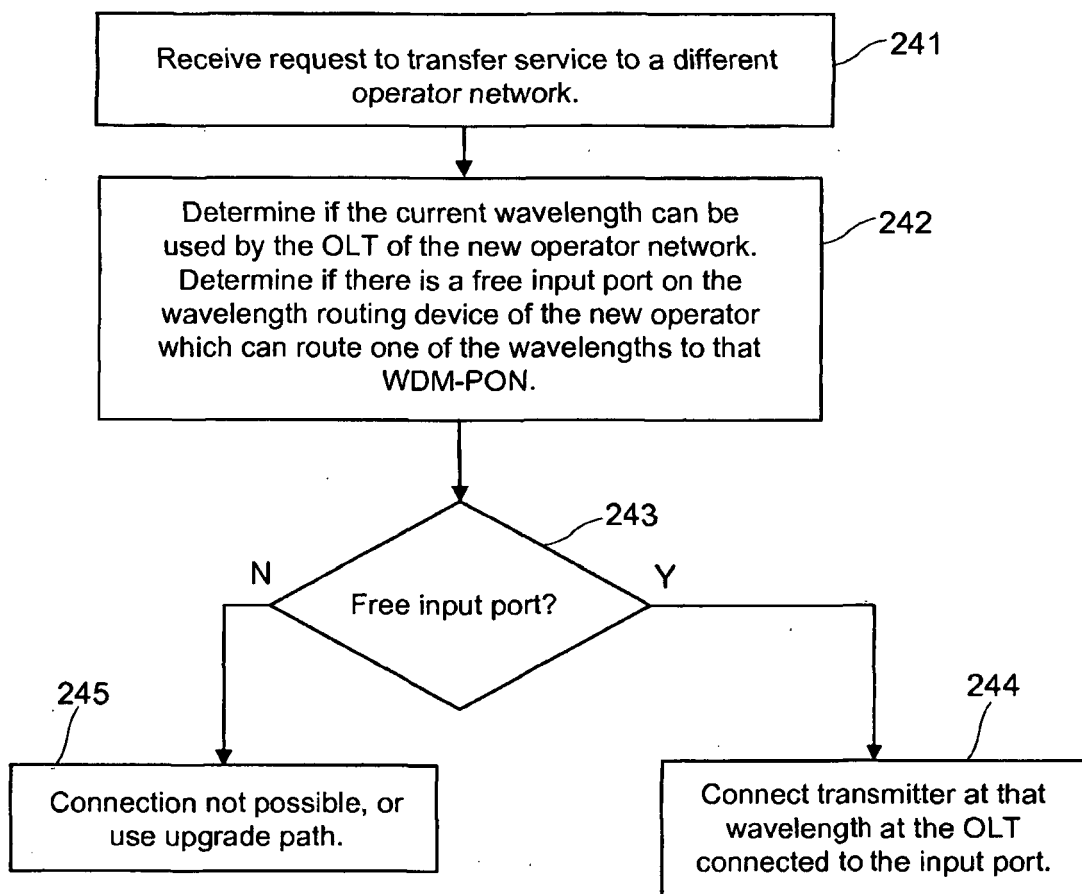 Receive request to transfer service to a different
operator network.
241
Determine if the current wavelength can be
used by the OLT of the new operator network.
Determine if there is a free input port on the
wavelength routing device of the new operator
which can route one of the wavelengths to that
WDM-PON.
242
243
N
Free input port?
Y
245
Connection not possible, or
use upgrade path.
244
Connect transmitter at that
wavelength at the OLT
connected to the input port.